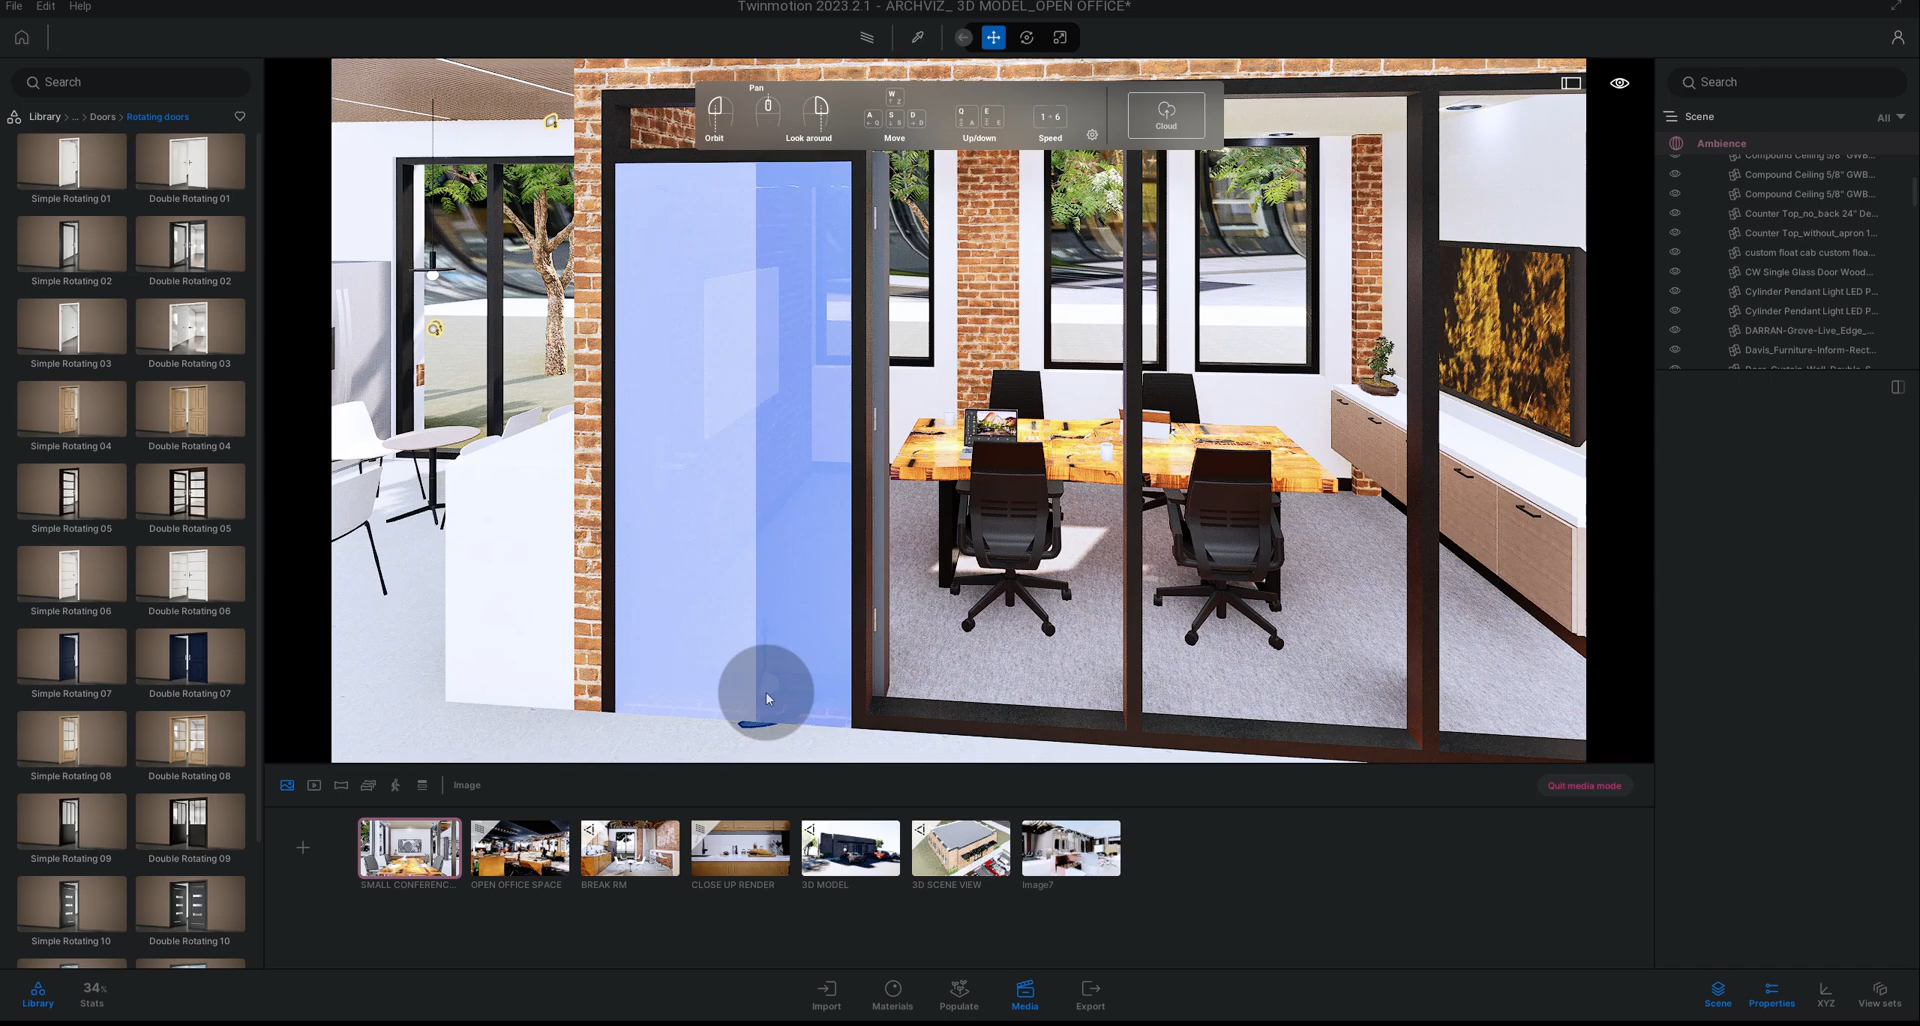 File Edit Help
Twinmotion 2023.2.1 - ARCHVIZ_ 3D MODEL_OPEN OFFICE*
Search
Library > ... > Doors > Rotating doors
Simple Rotating 01
Double Rotating 01
Simple Rotating 02
Double Rotating 02
Simple Rotating 03
Double Rotating 03
Simple Rotating 04
Double Rotating 04
Simple Rotating 05
Double Rotating 05
Simple Rotating 06
Double Rotating 06
Simple Rotating 07
Double Rotating 07
Simple Rotating 08
Double Rotating 08
Simple Rotating 09
Double Rotating 09
Simple Rotating 10
Double Rotating 10
Pan
W
A S D
Q E
1 - 6
Orbit
Look around
Move
Up/down
Speed
Cloud
Search
Scene
All
Ambience
Compound Ceiling 5/8" GWB...
Compound Ceiling 5/8" GWB...
Compound Ceiling 5/8" GWB...
Counter Top_no_back 24" De...
Counter Top_without_apron 1...
custom float cab custom floa...
CW Single Glass Door Wood...
Cylinder Pendant Light LED P...
Cylinder Pendant Light LED P...
DARRAN-Grove-Live_Edge_...
Davis_Furniture-Inform-Rect...
Image
Quit media mode
SMALL CONFERENC...
OPEN OFFICE SPACE
BREAK RM
CLOSE UP RENDER
3D MODEL
3D SCENE VIEW
Image7
Library
34%
Stats
Import
Materials
Populate
Media
Export
Scene
Properties
XYZ
View sets